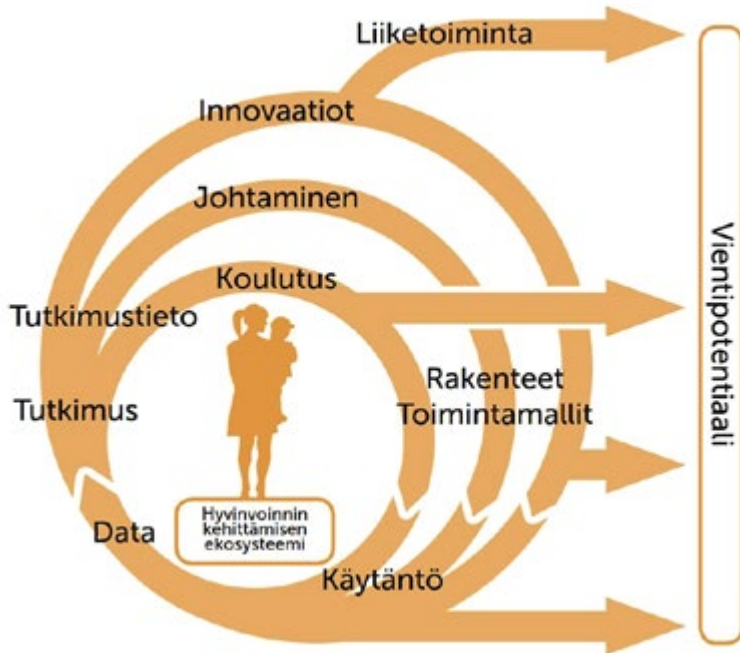 Liiketoiminta
Innovaatiot
Johtaminen
Koulutus
Tutkimustieto
Tutkimus
Rakenteet
Toimintamallit
Vientipotentiaali
Hyvinvoinnin
kehittämisen
ekosysteemi
Data
Käytäntö